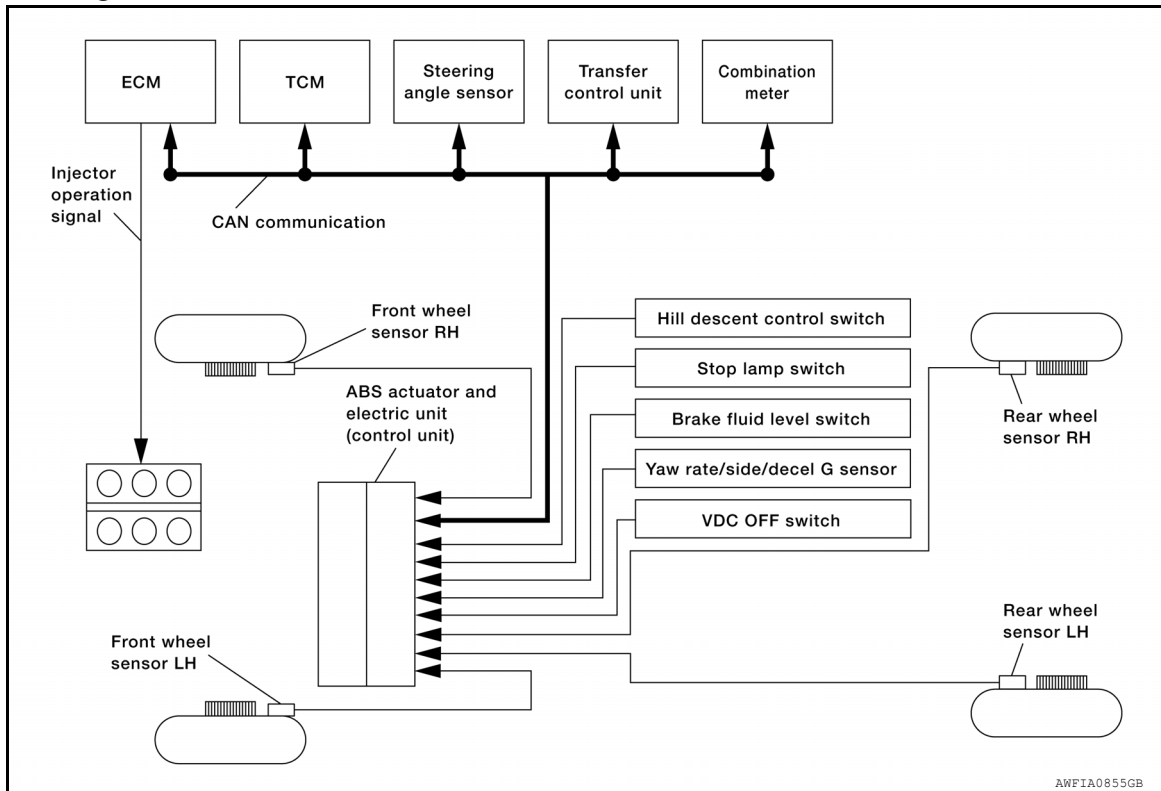 ECM
TCM
Steering
angle sensor
Transfer
control unit
Combination
meter
Injector
operation
signal
CAN communication
Front wheel
sensor RH
ABS actuator and
electric unit
(control unit)
Hill descent control switch
Stop lamp switch
Brake fluid level switch
Yaw rate/side/decel G sensor
VDC OFF switch
Rear wheel
sensor RH
Front wheel
sensor LH
Rear wheel
sensor LH
AWFIA0855GB